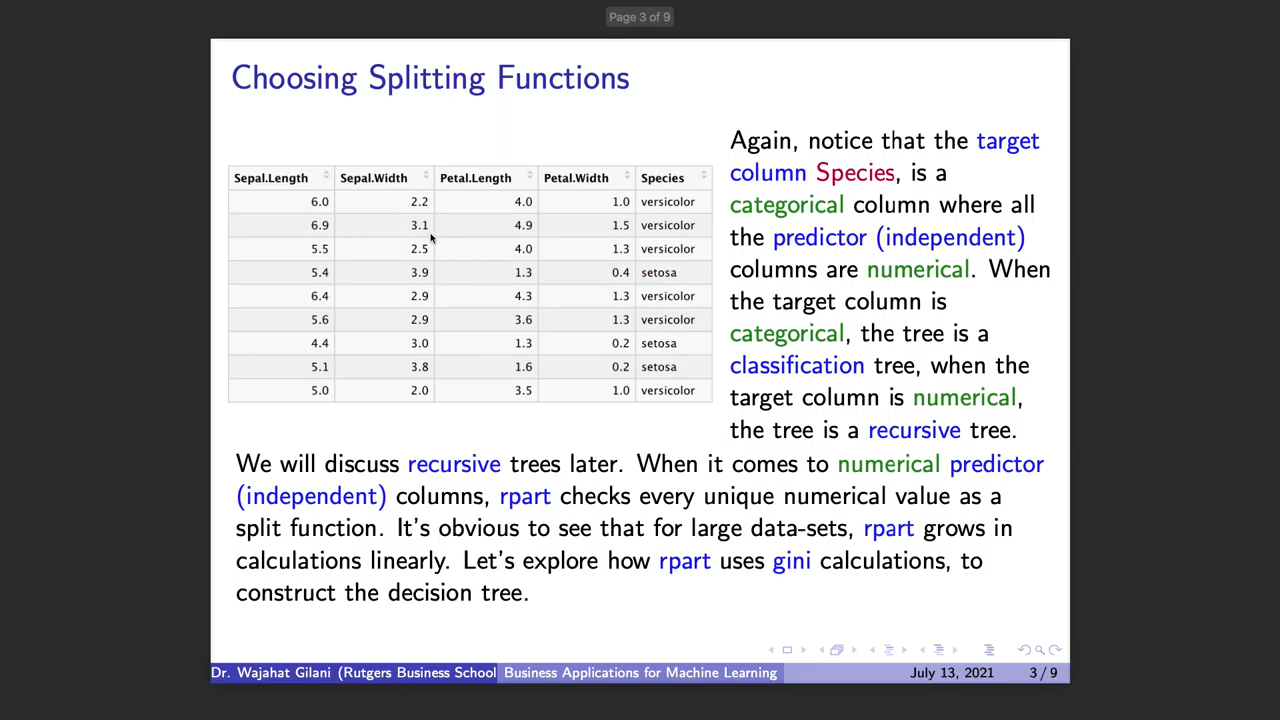 Page 3 of 9
Choosing Splitting Functions
Sepal.Length Sepal.Width Petal.Length Petal.Width Species
6.0 2.2 4.0 1.0 versicolor
6.9 3.1 4.9 1.5 versicolor
5.5 2.5 4.0 1.3 versicolor
5.4 3.9 1.3 0.4 setosa
6.4 2.9 4.3 1.3 versicolor
5.6 2.9 3.6 1.3 versicolor
4.4 3.0 1.3 0.2 setosa
5.1 3.8 1.6 0.2 setosa
5.0 2.0 3.5 1.0 versicolor
Again, notice that the target
column Species, is a
categorical column where all
the predictor (independent)
columns are numerical. When
the target column is
categorical, the tree is a
classification tree, when the
target column is numerical,
the tree is a recursive tree.
We will discuss recursive trees later. When it comes to numerical predictor
(independent) columns, rpart checks every unique numerical value as a
split function. It's obvious to see that for large data-sets, rpart grows in
calculations linearly. Let's explore how rpart uses gini calculations, to
construct the decision tree.
Dr. Wajahat Gilani (Rutgers Business School Business Applications for Machine Learning July 13, 2021 3 / 9